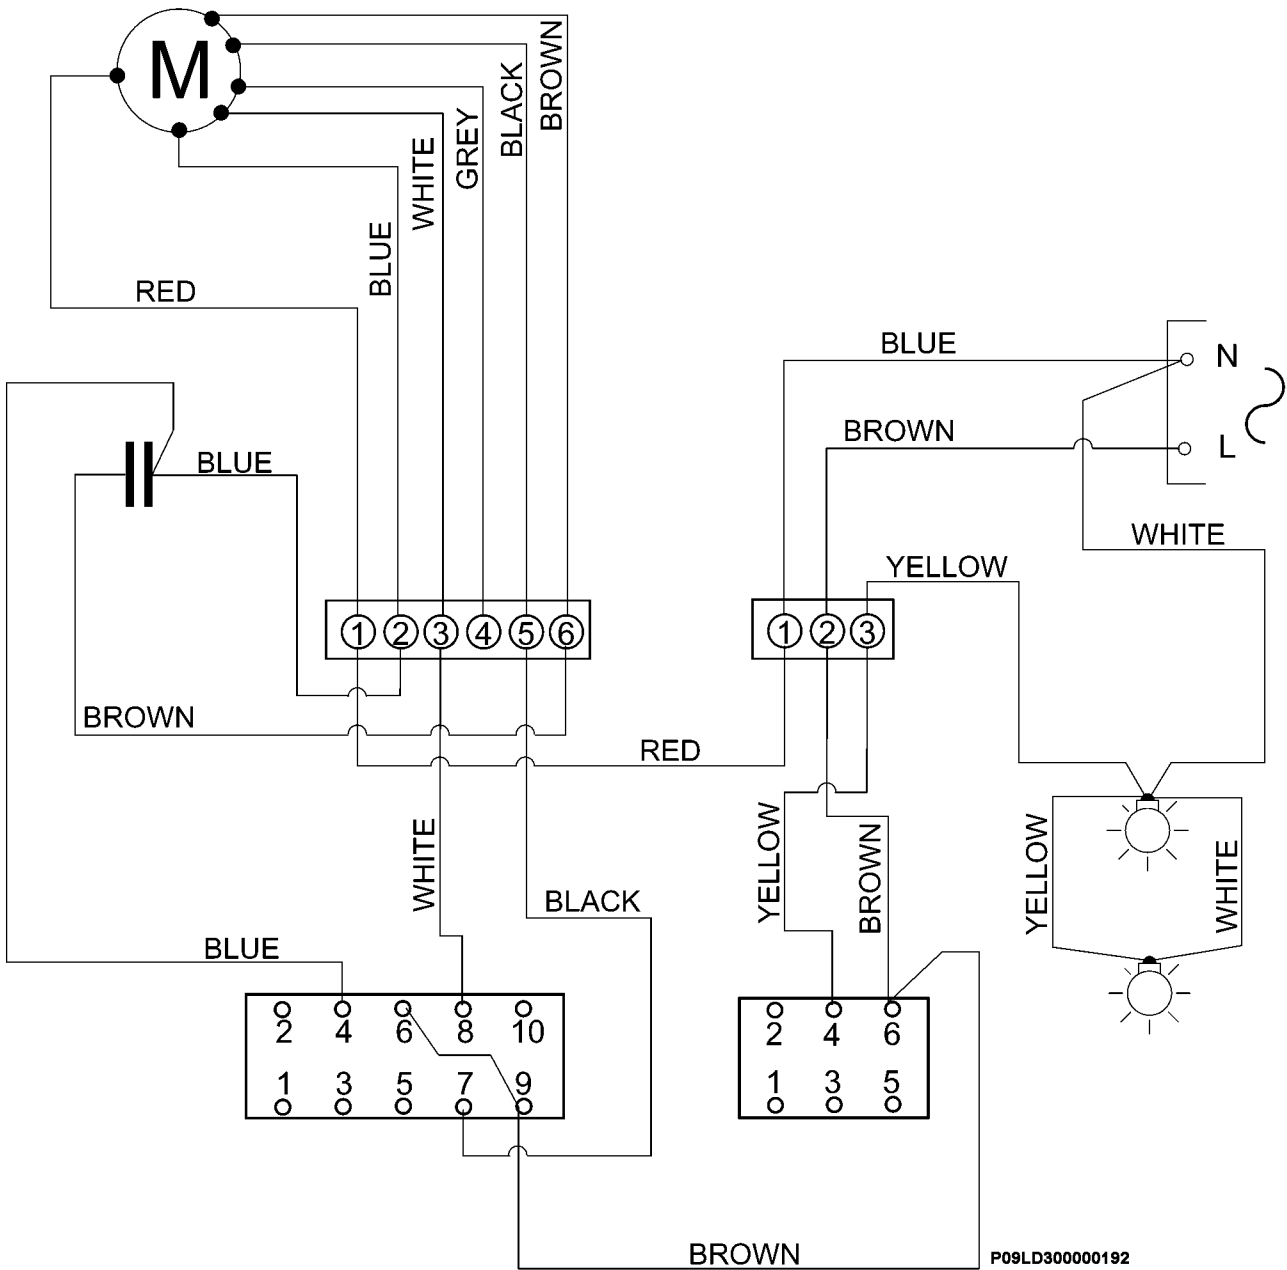 M
BROWN
BLACK
GREY
WHITE
BLUE
RED
BLUE
N
BROWN
L
BLUE
WHITE
YELLOW
1 2 3 4 5 6
1 2 3
BROWN
RED
WHITE
YELLOW
BROWN
YELLOW
WHITE
BLACK
BLUE
2 4 6 8 10
1 3 5 7 9
2 4 6
1 3 5
BROWN
P09LD300000192